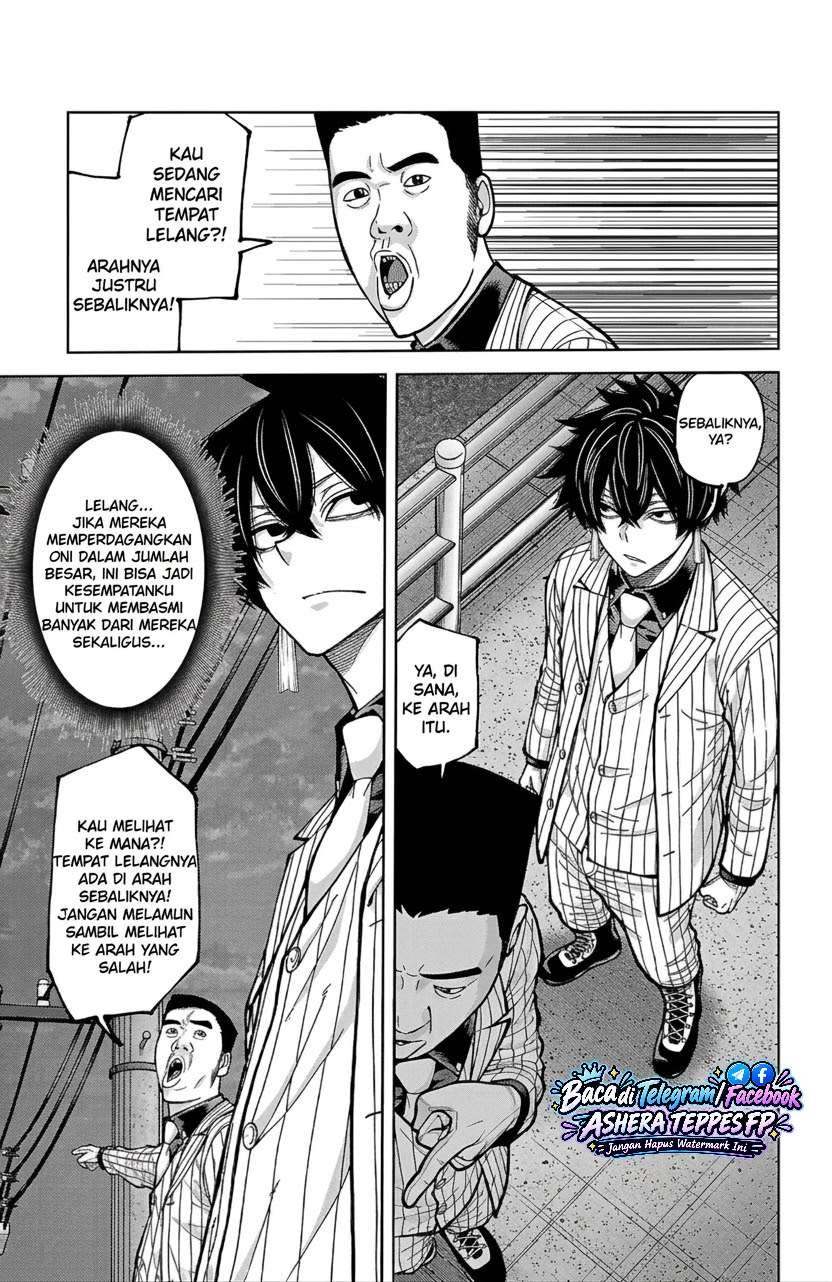 KAU
SEDANG
MENCARI
TEMPAT
LELANG?!
ARAHNYA
JUSTRU
SEBALIKNYA!
SEBALIKNYA,
YA?
YA, DI
SANA,
KE ARAH
ITU.
LELANG...
JIKA MEREKA
MEMPERDAGANGKAN
ONI DALAM JUMLAH
BESAR, INI BISA JADI
KESEMPATANKU
UNTUK MEMBASMI
BANYAK DARI MEREKA
SEKALIGUS...
KAU MELIHAT
KE MANA?!
TEMPAT LELANGNYA
ADA DI ARAH
SEBALIKNYA!
JANGAN MELAMUN
SAMBIL MELIHAT
KE ARAH YANG
SALAH!
Baca di Telegram/Facebook
ASHERA TEPPES FP
Jangan Hapus Watermark Ini